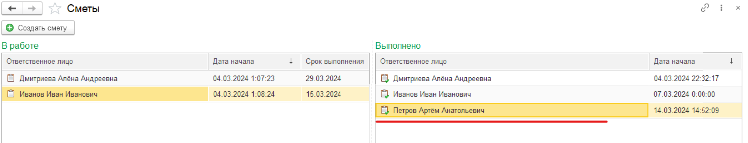 Сметы
Создать смету
В работе
Ответственное лицо Дата начала Срок выполнения
Дмитриева Алёна Андреевна 04.03.2024 1:07:23 29.03.2024
Иванов Иван Иванович 04.03.2024 1:08:24 15.03.2024
Выполнено
Ответственное лицо Дата начала
Дмитриева Алёна Андреевна 04.03.2024 22:32:17
Иванов Иван Иванович 07.03.2024 0:00:00
Петров Артём Анатольевич 14.03.2024 14:52:09